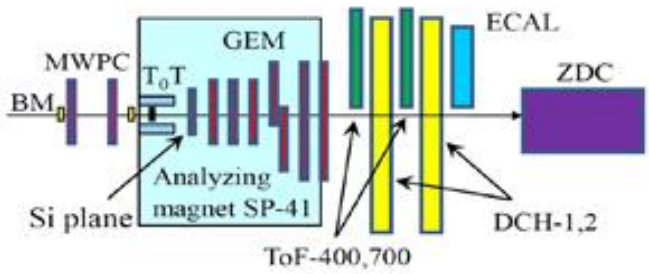 GEM
ECAL
MWPC
T₀T
ZDC
BM
Analyzing
magnet SP-41
Si plane
DCH-1,2
ToF-400,700